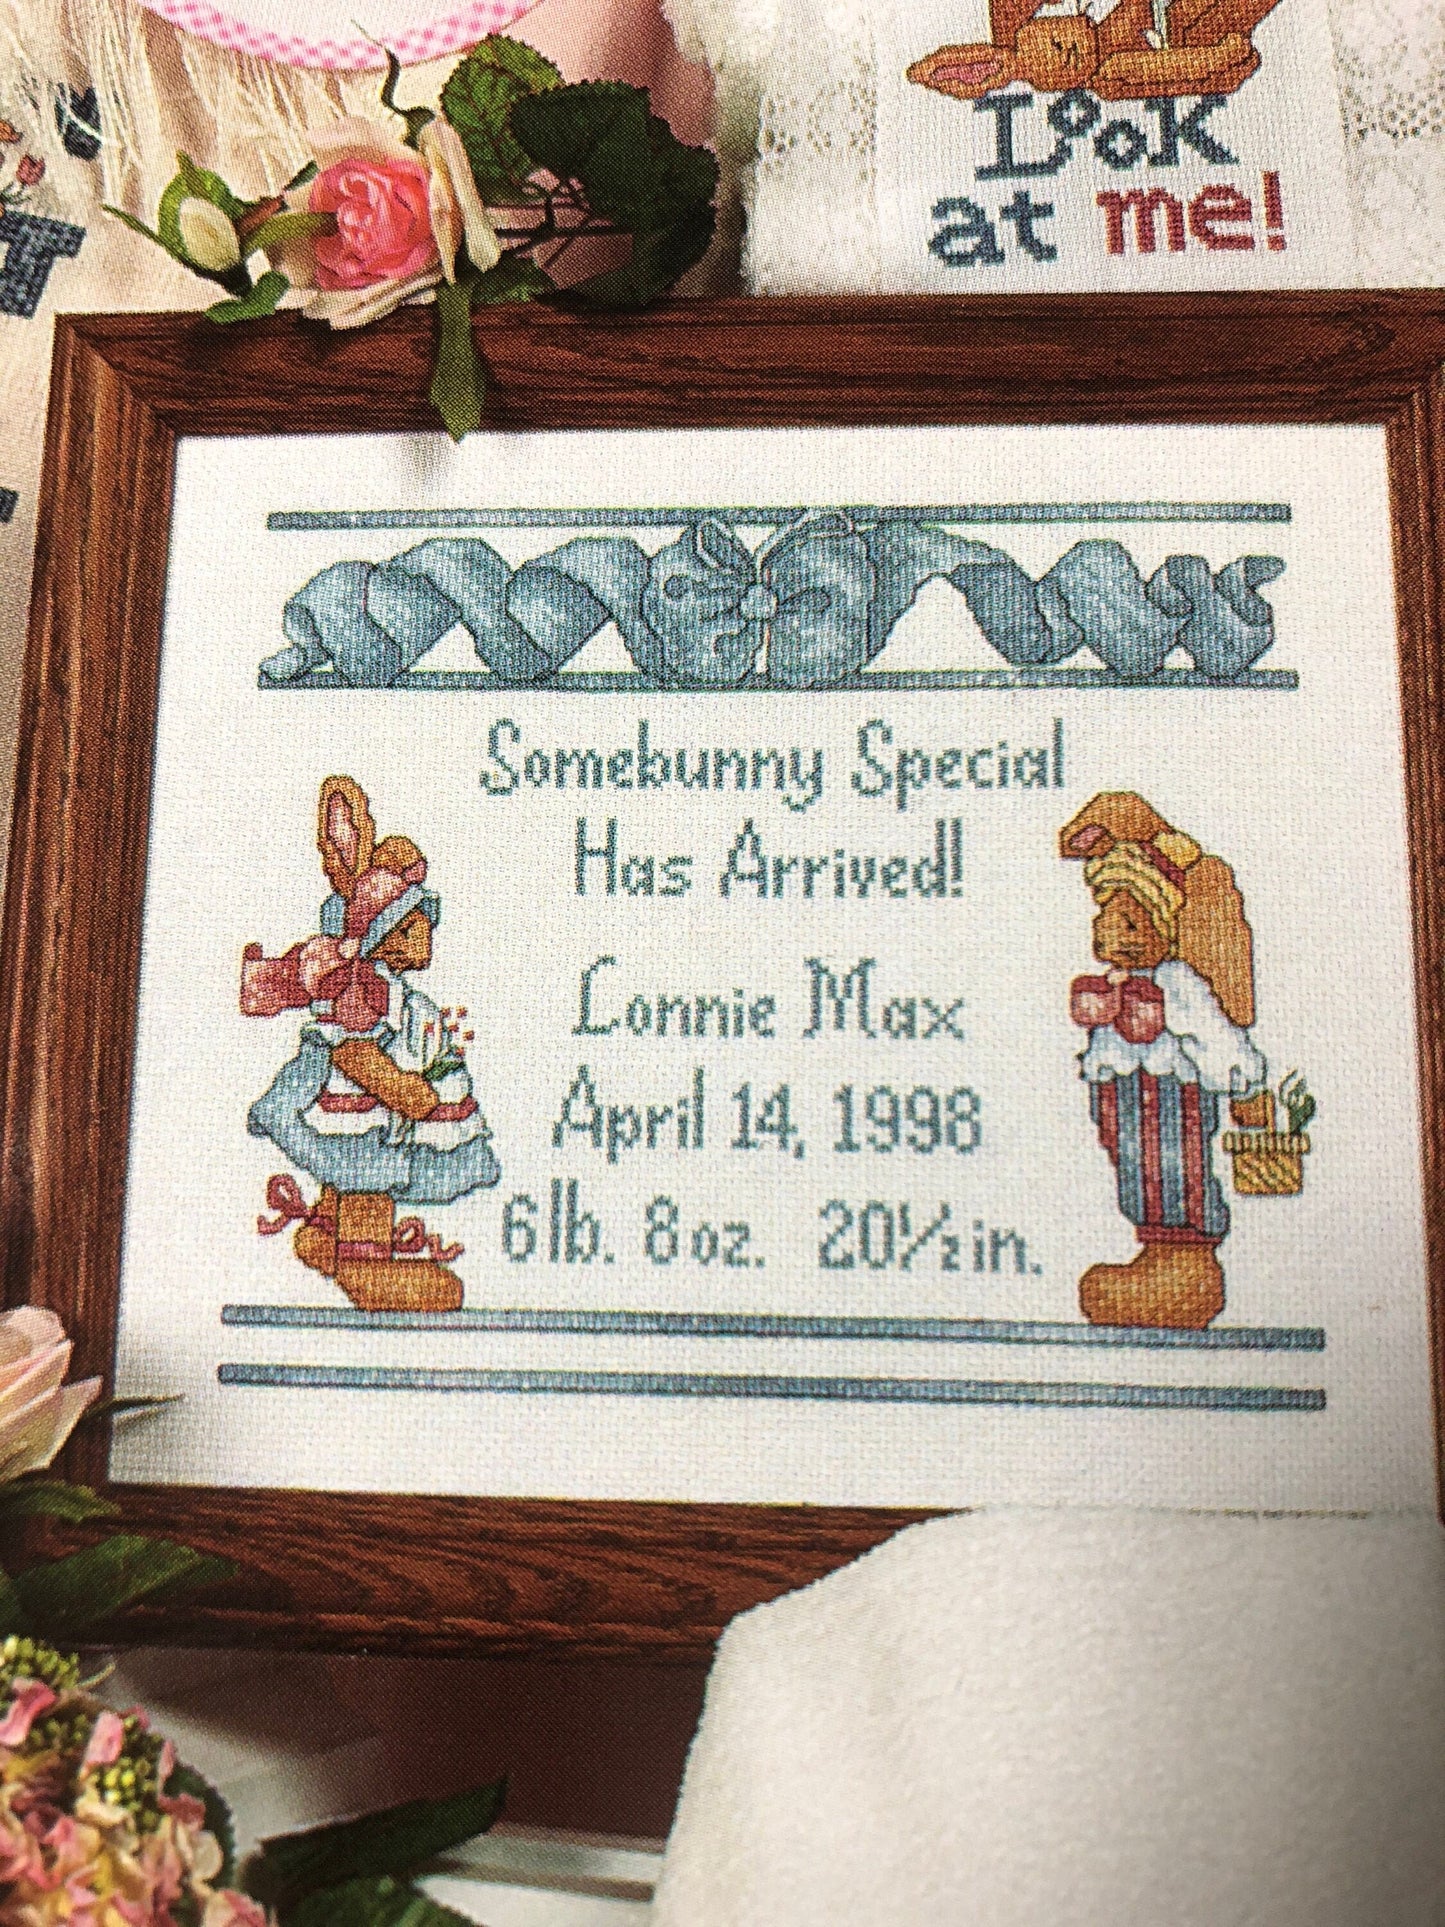 Look
at me!
Somebunny Special
Has Arrived!
Lonnie Max
April 14, 1998
6lb. 8oz. 20½in.